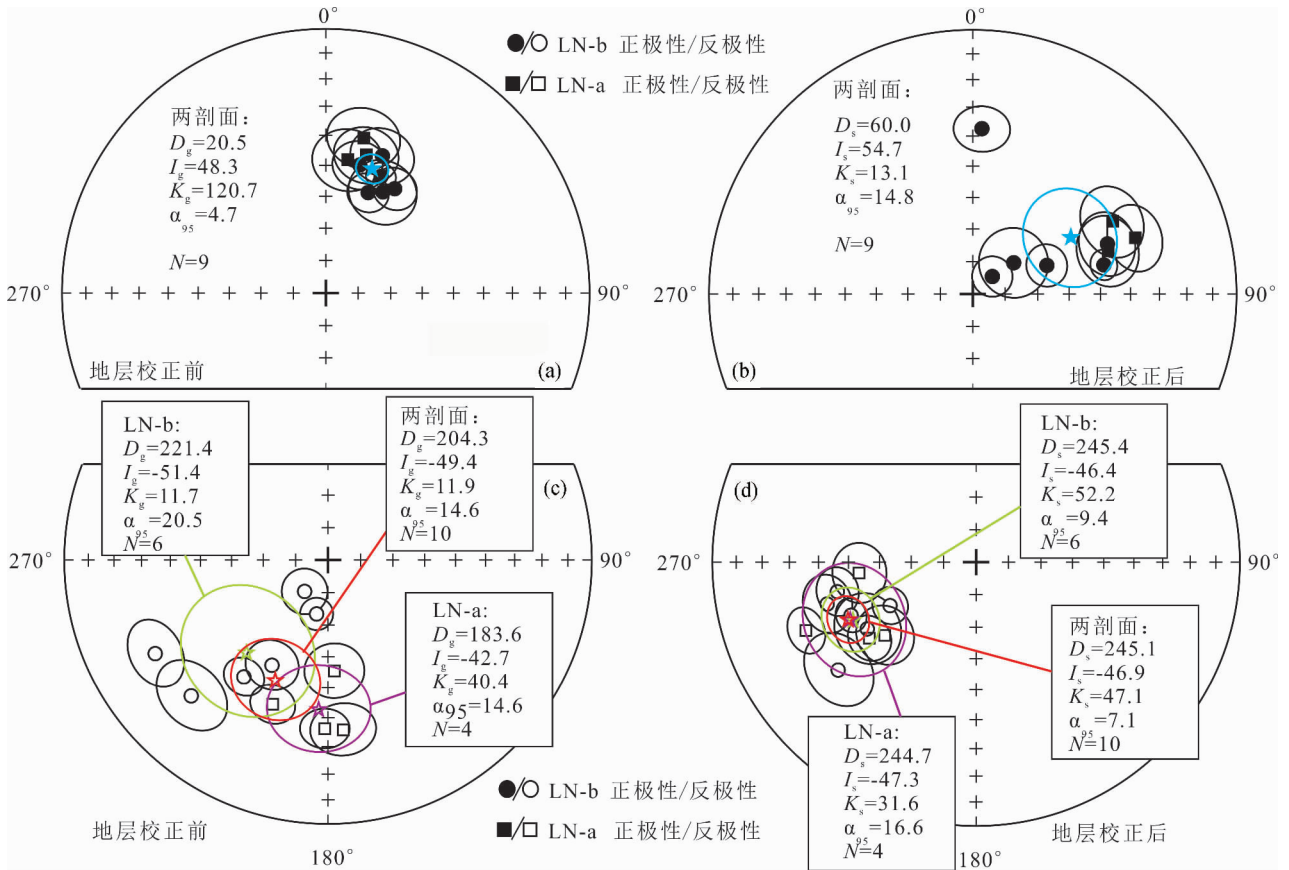 0°
0°
●/○ LN-b 正极性/反极性
■/□ LN-a 正极性/反极性
两剖面：
Dg=20.5
Ig=48.3
Kg=120.7
α95=4.7
N=9
270°
90°
地层校正前
(a)
两剖面：
Ds=60.0
Is=54.7
Ks=13.1
α95=14.8
N=9
270°
90°
(b)
地层校正后
LN-b:
Dg=221.4
Ig=-51.4
Kg=11.7
α95=20.5
N=6
两剖面：
Dg=204.3
Ig=-49.4
Kg=11.9
α95=14.6
N=10
(c)
270°
90°
LN-a:
Dg=183.6
Ig=-42.7
Kg=40.4
α95=14.6
N=4
地层校正前
180°
(d)
LN-b:
Ds=245.4
Is=-46.4
Ks=52.2
α95=9.4
N=6
270°
90°
两剖面：
Ds=245.1
Is=-46.9
Ks=47.1
α95=7.1
N=10
LN-a:
Ds=244.7
Is=-47.3
Ks=31.6
α95=16.6
N=4
●/○ LN-b 正极性/反极性
■/□ LN-a 正极性/反极性
地层校正后
180°